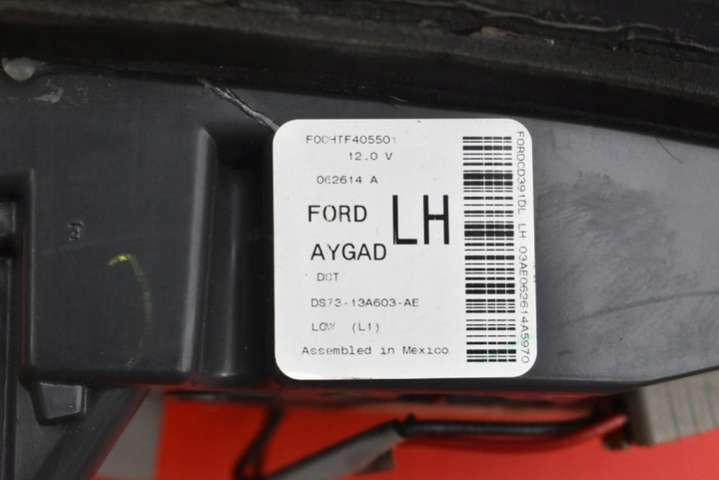 FOCHTF405501
12.0 V
062614 A
FORD
LH
AYGAD
DOT
DS73-13A603-AE
LOW (L1)
Assembled in Mexico
FORDCD391DL LH 03AE062614A5970